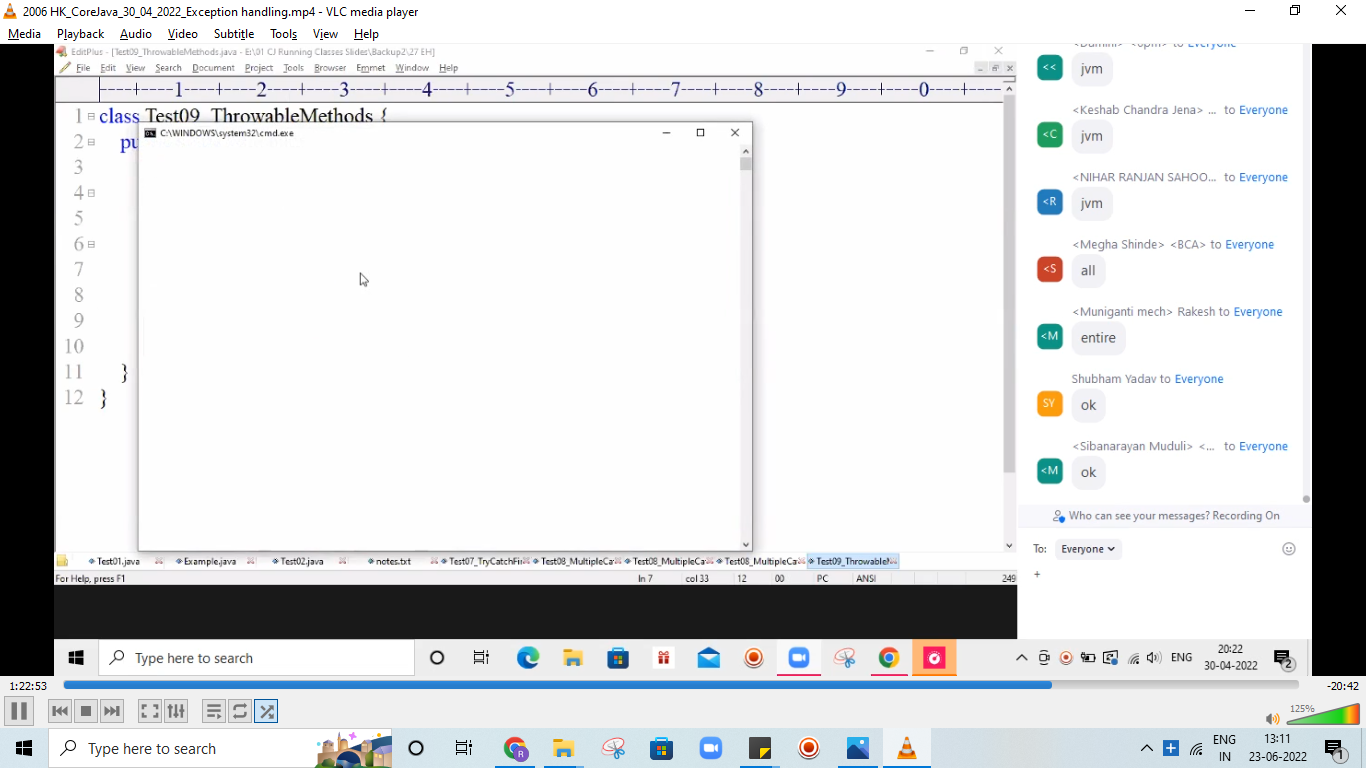 2006 HK_CoreJava_30_04_2022_Exception handling.mp4 - VLC media player
Media Playback Audio Video Subtitle Tools View Help
EditPlus - [Test09_ThrowableMethods.java - E:\01 CJ Running Classes Slides\Backup2\27 EH]
File Edit View Search Document Project Tools Browser Emmet Window Help
----+----1----+----2----+----3----+----4----+----5----+----6----+----7----+----8----+----9----+----0----+----
1 class Test09_ThrowableMethods {
C:\WINDOWS\system32\cmd.exe
2 pu
3
4
5
6
7
8
9
10
11 }
12 }
Test01.java Example.java Test02.java notes.txt Test07_TryCatchFi Test08_MultipleCa Test08_MultipleCa Test08_MultipleCa Test09_ThrowableM
For Help, press F1 ln 7 col 33 12 00 PC ANSI 249
to Everyone
<< jvm
<Keshab Chandra Jena> ... to Everyone
<C jvm
<NIHAR RANJAN SAHOO... to Everyone
<R jvm
<Megha Shinde> <BCA> to Everyone
<S all
<Muniganti mech> Rakesh to Everyone
<M entire
Shubham Yadav to Everyone
SY ok
<Sibanarayan Muduli> <... to Everyone
<M ok
Who can see your messages? Recording On
To: Everyone
Type here to search
ENG
20:22
30-04-2022
2
1:22:53
-20:42
125%
Type here to search
R
ENG
IN
13:11
23-06-2022
1